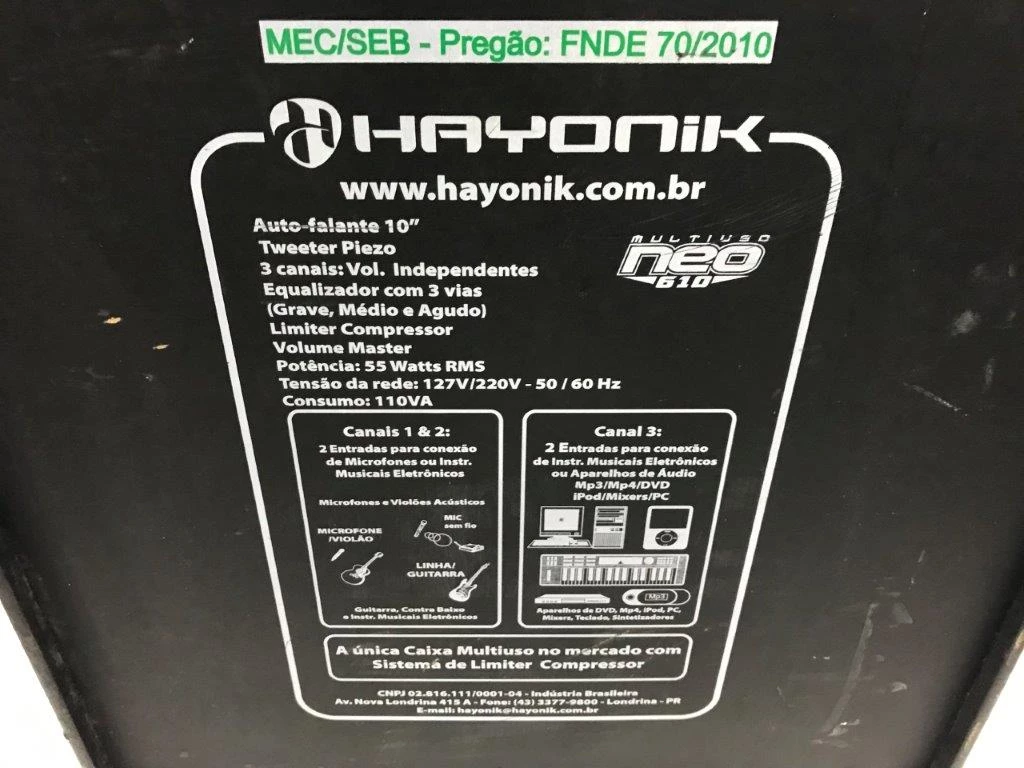 MEC/SEB - Pregão: FNDE 70/2010
HAYONiK
www.hayonik.com.br
Auto-falante 10”
Tweeter Piezo
3 canais: Vol. Independentes
Equalizador com 3 vias
(Grave, Médio e Agudo)
Limiter Compressor
Volume Master
Potência: 55 Watts RMS
Tensão da rede: 127V/220V - 50 / 60 Hz
Consumo: 110VA
MULTIUSO
neo
610
Canais 1 & 2:
2 Entradas para conexão
de Microfones ou Instr.
Musicais Eletrônicos
Microfones e Violões Acústicos
MICROFONE
/VIOLÃO
MIC
sem fio
LINHA/
GUITARRA
Guitarra, Contra Baixo
e Instr. Musicais Eletrônicos
Canal 3:
2 Entradas para conexão
de Instr. Musicais Eletrônicos
ou Aparelhos de Áudio
Mp3/Mp4/DVD
iPod/Mixers/PC
Mp3
Aparelhos de DVD, Mp4, iPod, PC,
Mixers, Teclado, Sintetizadores
A única Caixa Multiuso no mercado com
Sistema de Limiter Compressor
CNPJ 02.816.111/0001-04 - Indústria Brasileira
Av. Nova Londrina 415 A - Fone: (43) 3377-9800 - Londrina - PR
E-mail: hayonik@hayonik.com.br